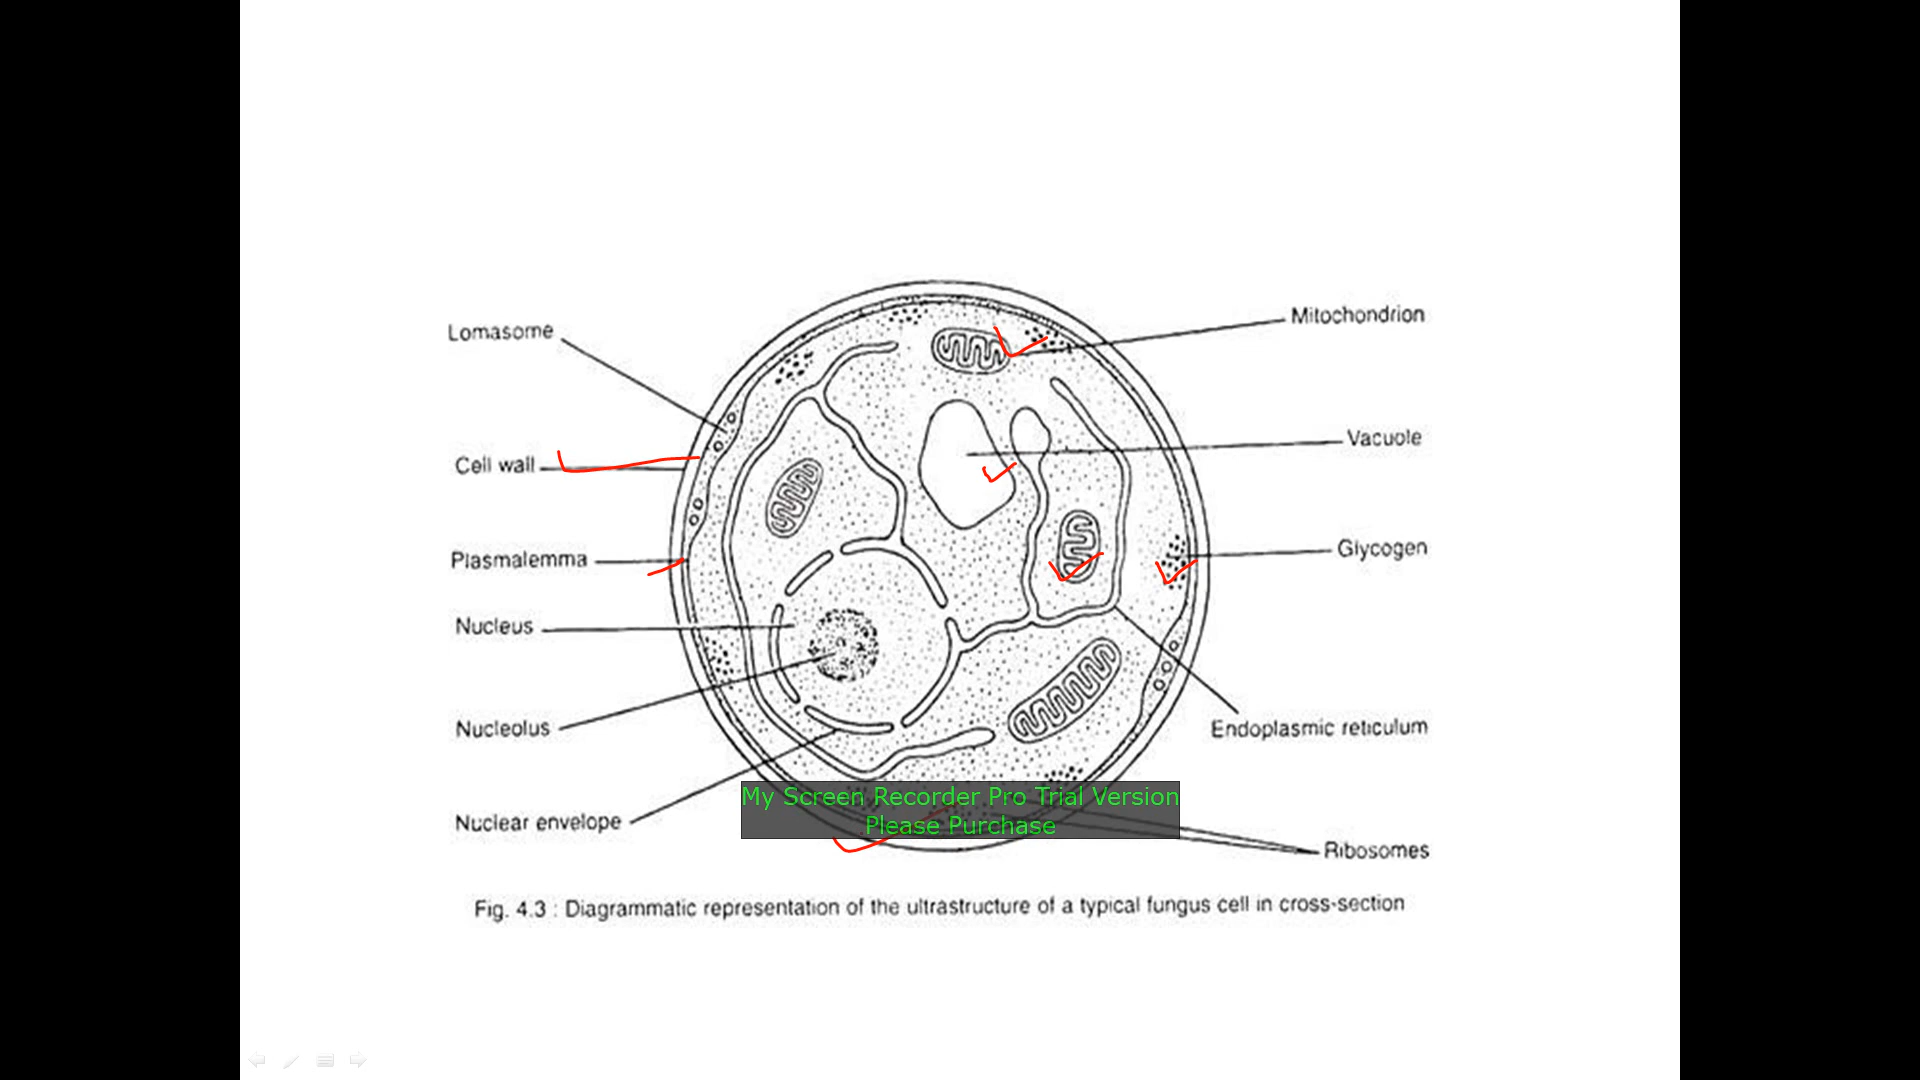 Lomasome
Cell wall
Plasmalemma
Nucleus
Nucleolus
Nuclear envelope
Mitochondrion
Vacuole
Glycogen
Endoplasmic reticulum
Ribosomes
My Screen Recorder Pro Trial Version
Please Purchase
Fig. 4.3 : Diagrammatic representation of the ultrastructure of a typical fungus cell in cross-section